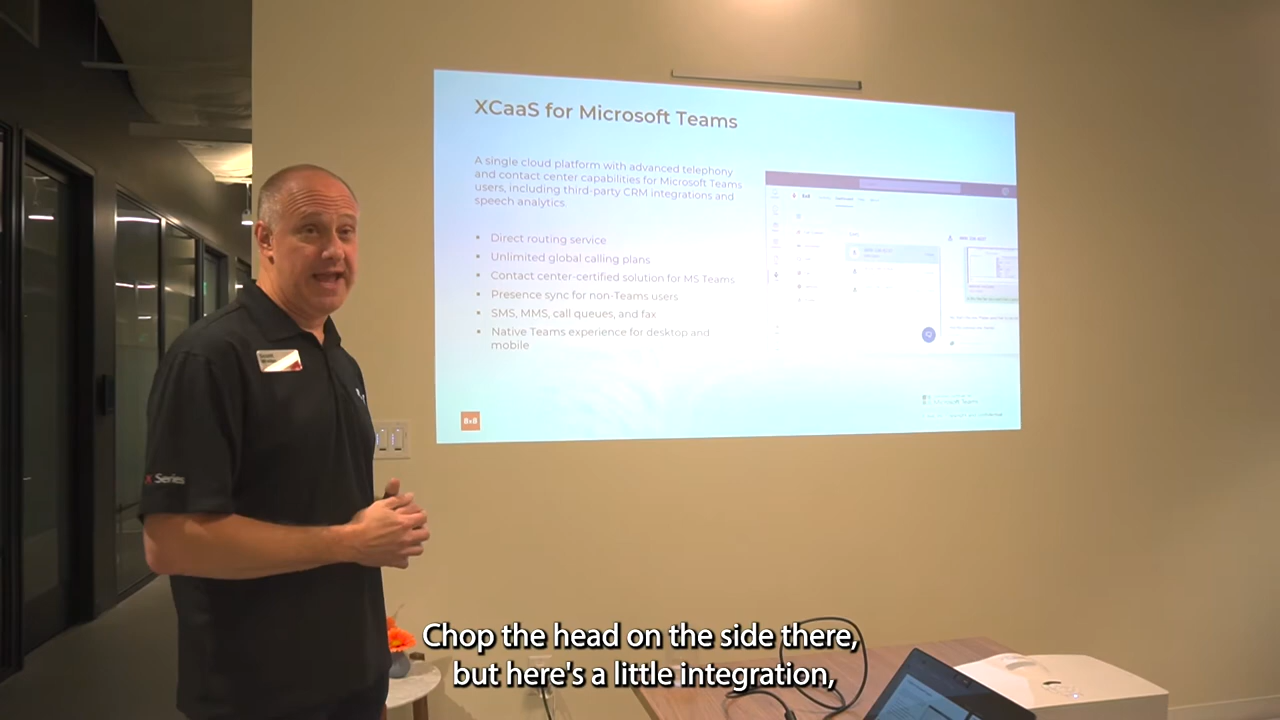 XCaaS for Microsoft Teams
A single cloud platform with advanced telephony
and contact center capabilities for Microsoft Teams
users, including third-party CRM integrations and
speech analytics.
Direct routing service
Unlimited global calling plans
Contact center-certified solution for MS Teams
Presence sync for non-Teams users
SMS, MMS, call queues, and fax
Native Teams experience for desktop and
mobile
8x8
Series
Chop the head on the side there,
but here's a little integration,